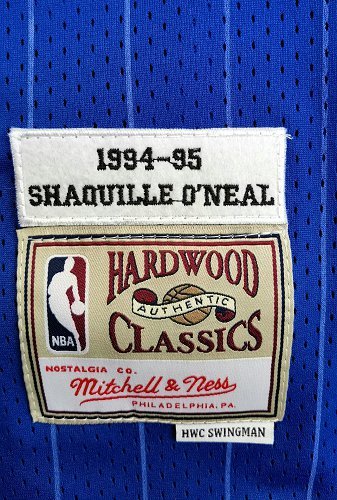 1994-95
SHAQUILLE O'NEAL
NBA
HARDWOOD
AUTHENTIC
CLASSICS
NOSTALGIA CO.
Mitchell & Ness
PHILADELPHIA, PA.
HWC SWINGMAN